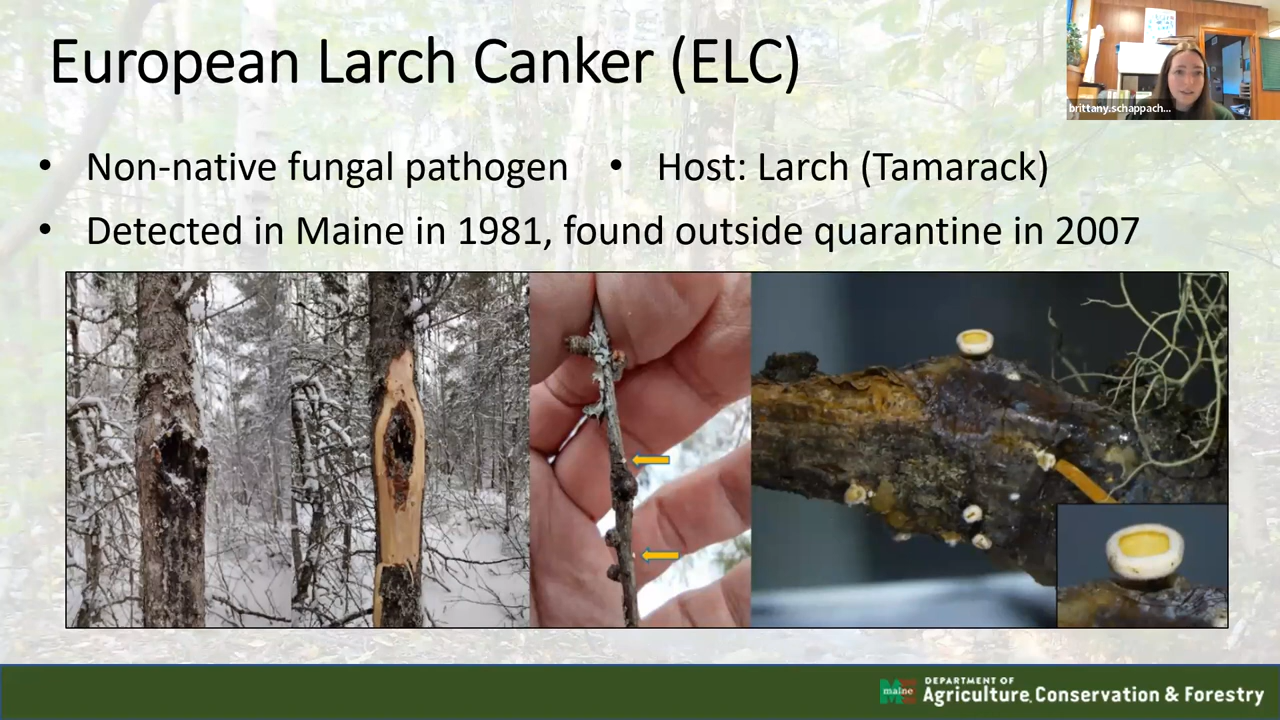 European Larch Canker (ELC)
brittany.schappach...
• Non-native fungal pathogen
• Host: Larch (Tamarack)
• Detected in Maine in 1981, found outside quarantine in 2007
maine
DEPARTMENT OF
Agriculture, Conservation & Forestry